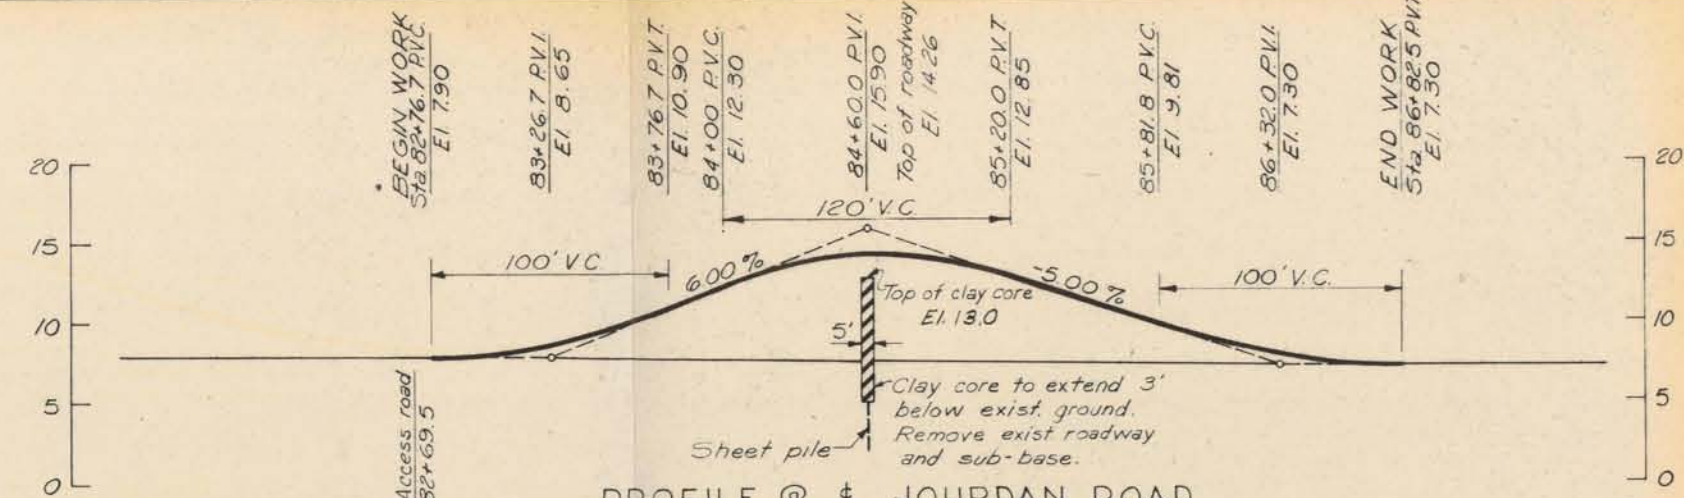 BEGIN WORK
Sta 82+76.7 P.V.C.
El. 7.90
83+26.7 P.V.I.
El 8.65
83+76.7 P.V.T.
El. 10.90
84+00 P.V.C.
El. 12.30
84+60.0 P.V.I.
El. 15.90
Top of roadway
El. 14.26
85+20.0 P.V.T
El. 12.85
85+81.8 P.V.C.
El. 9.81
86+32.0 P.V.I.
El. 7.30
END WORK
Sta. 86+82.5 P.V.T.
El. 7.30
20
15
10
5
0
20
15
10
5
0
120' V.C.
100' V.C.
6.00 %
-5.00 %
100' V.C.
Top of clay core
El. 13.0
5'
Clay core to extend 3'
below exist. ground.
Remove exist roadway
and sub-base.
Sheet pile
Access road
82+69.5
PROFILE @ ℄ JOURDAN ROAD